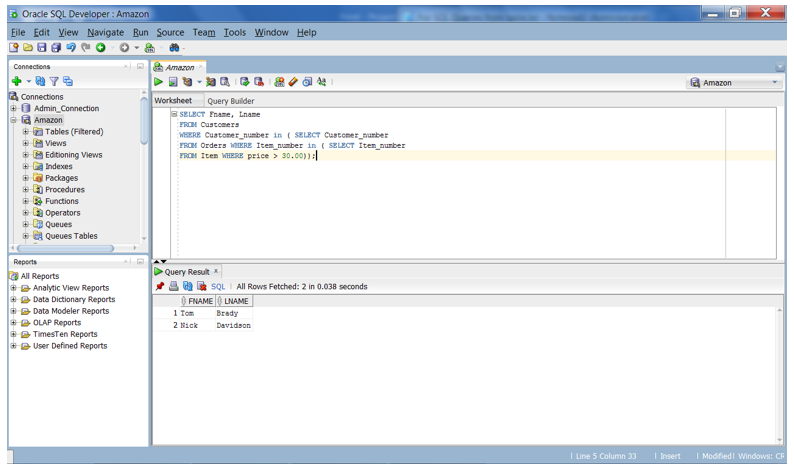 Oracle SQL Developer : Amazon
File Edit View Navigate Run Source Team Tools Window Help
Connections
Connections
Admin_Connection
Amazon
Tables (Filtered)
Views
Editioning Views
Indexes
Packages
Procedures
Functions
Operators
Queues
Queues Tables
Reports
All Reports
Analytic View Reports
Data Dictionary Reports
Data Modeler Reports
OLAP Reports
TimesTen Reports
User Defined Reports
Amazon
Amazon
Worksheet Query Builder
SELECT Fname, Lname
FROM Customers
WHERE Customer_number in ( SELECT Customer_number
FROM Orders WHERE Item_number in ( SELECT Item_number
FROM Item WHERE price > 30.00));
Query Result x
SQL | All Rows Fetched: 2 in 0.038 seconds
FNAME LNAME
1 Tom Brady
2 Nick Davidson
| Line 5 Column 33 | Insert | Modified| Windows: CR